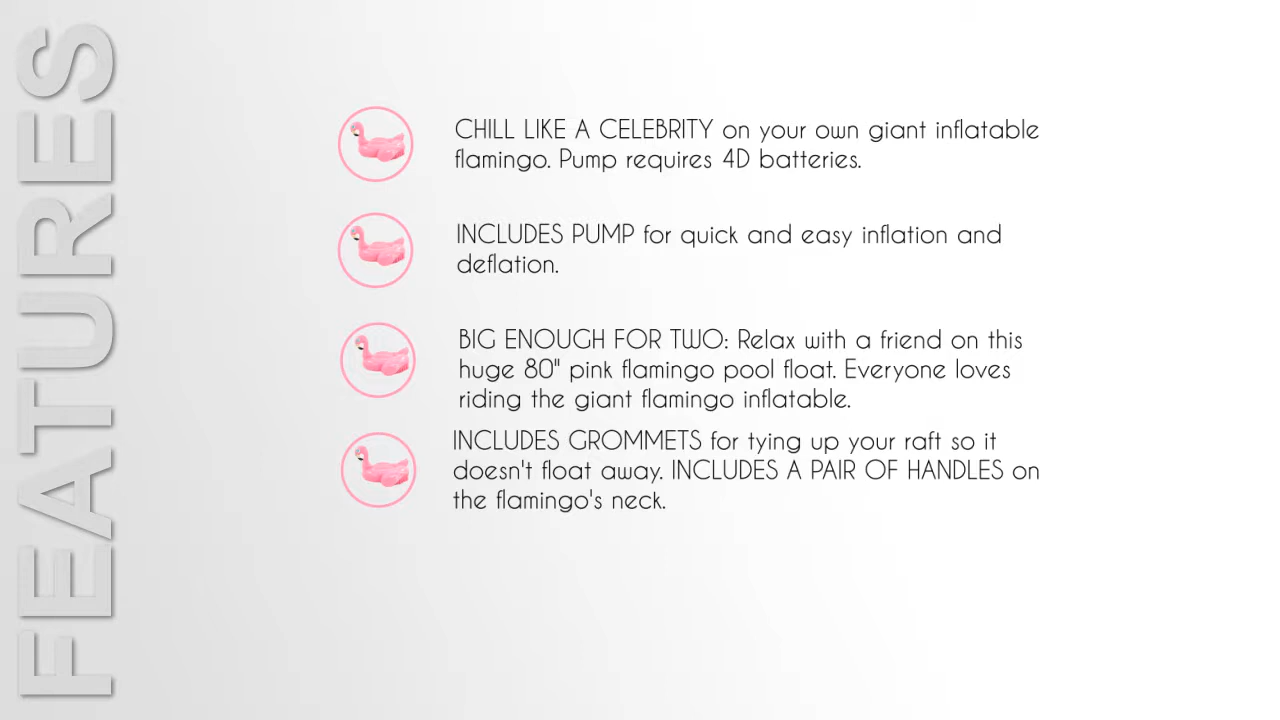 FEATURES
CHILL LIKE A CELEBRITY on your own giant inflatable
flamingo. Pump requires 4D batteries.
INCLUDES PUMP for quick and easy inflation and
deflation.
BIG ENOUGH FOR TWO: Relax with a friend on this
huge 80" pink flamingo pool float. Everyone loves
riding the giant flamingo inflatable.
INCLUDES GROMMETS for tying up your raft so it
doesn't float away. INCLUDES A PAIR OF HANDLES on
the flamingo's neck.